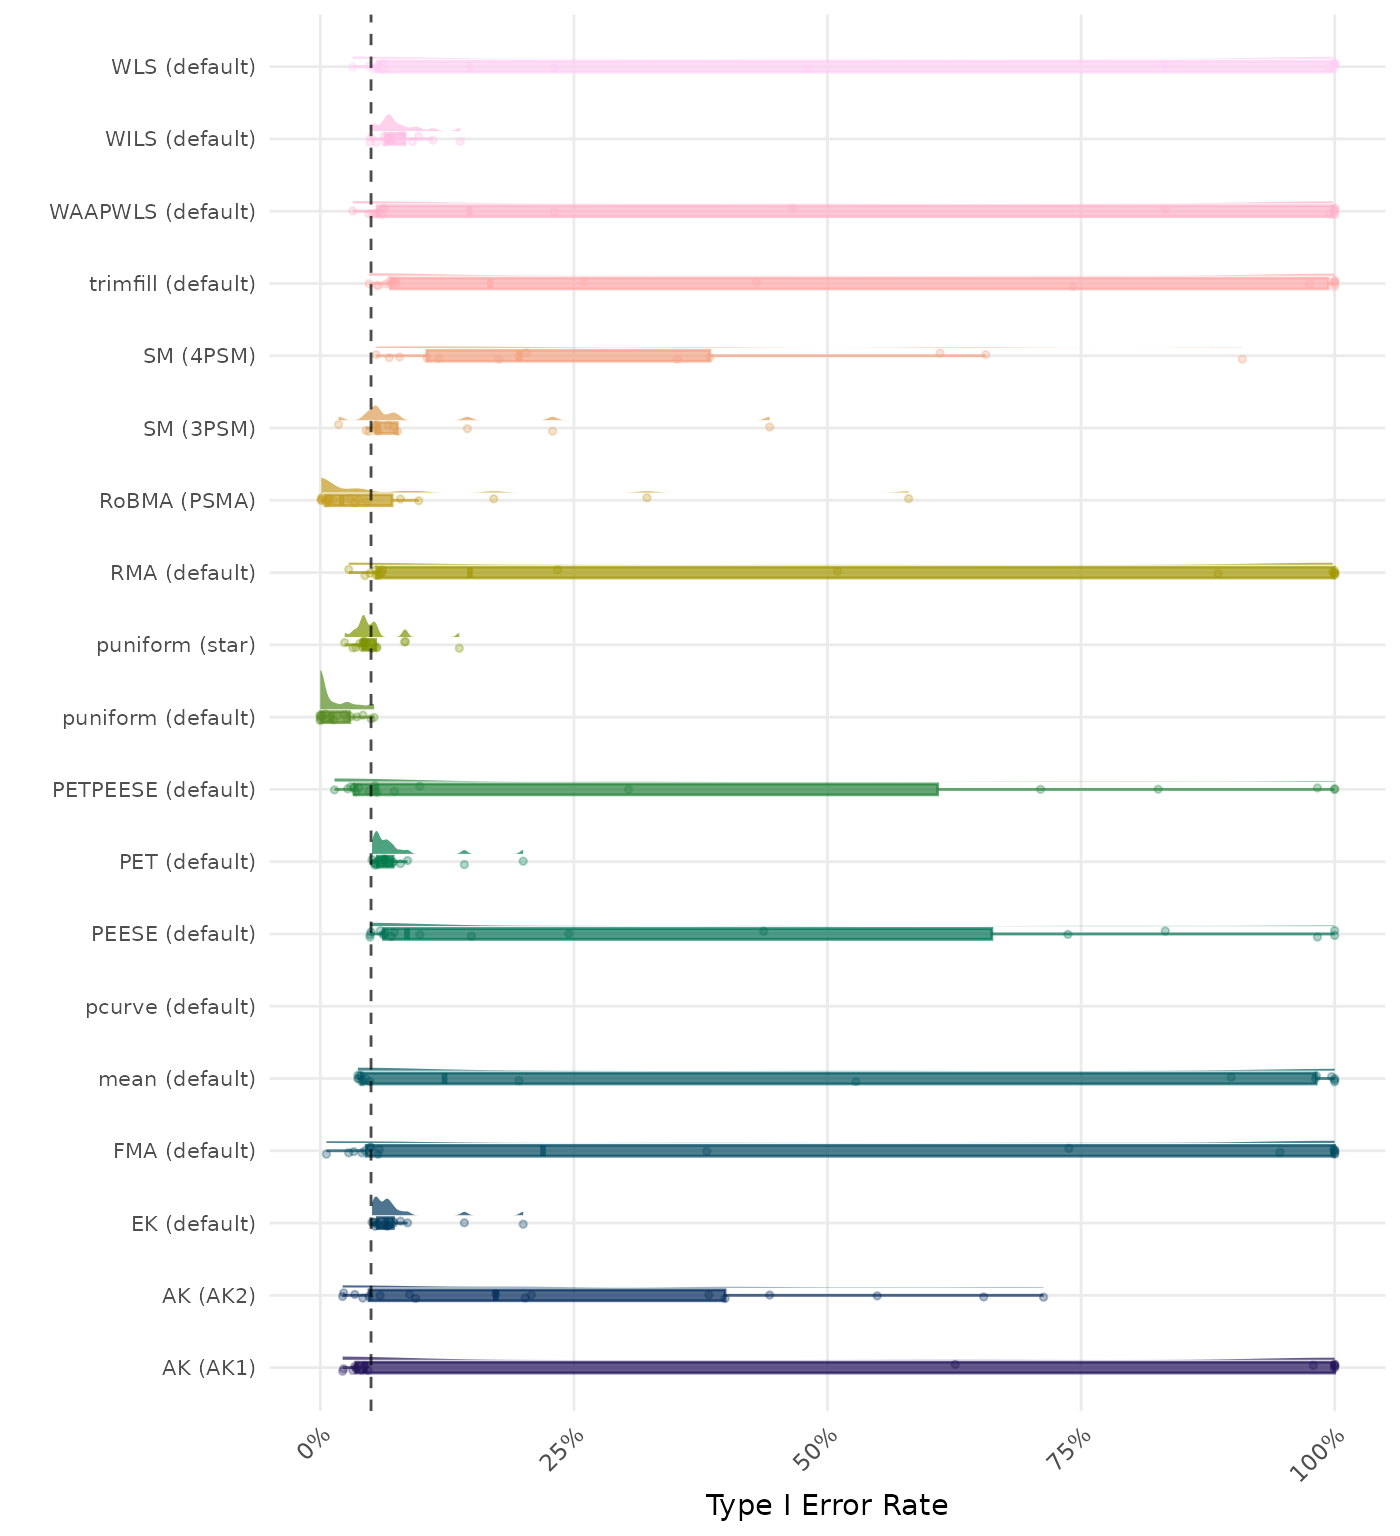 WLS (default)
WILS (default)
WAAPWLS (default)
trimfill (default)
SM (4PSM)
SM (3PSM)
RoBMA (PSMA)
RMA (default)
puniform (star)
puniform (default)
PETPEESE (default)
PET (default)
PEESE (default)
pcurve (default)
mean (default)
FMA (default)
EK (default)
AK (AK2)
AK (AK1)
0%
25%
50%
75%
100%
Type I Error Rate